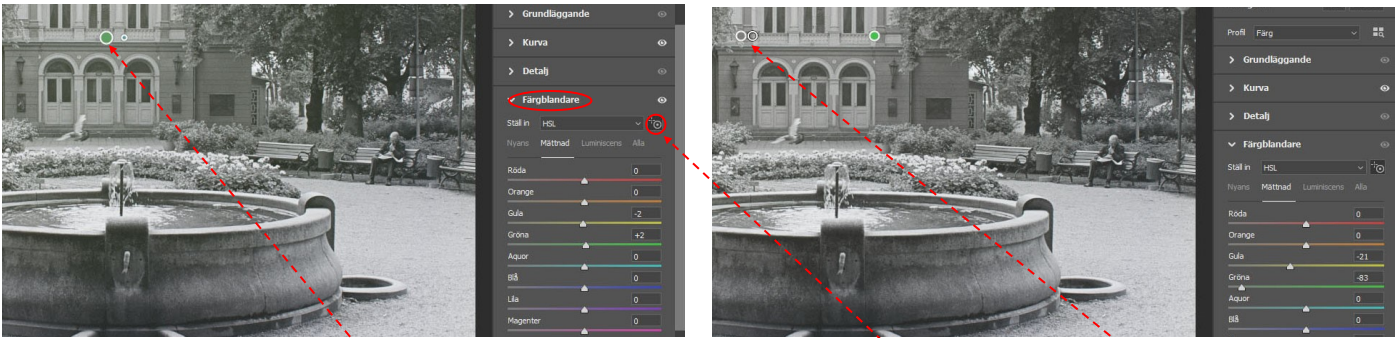 Grundläggande
Kurva
Detalj
Färgblandare
Ställ in HSL
Nyans Mättnad Luminiscens Alla
Röda 0
Orange 0
Gula -2
Gröna +2
Aquor 0
Blå 0
Lila 0
Magenter 0
Profil Färg
Grundläggande
Kurva
Detalj
Färgblandare
Ställ in HSL
Nyans Mättnad Luminiscens Alla
Röda 0
Orange 0
Gula -21
Gröna -83
Aquor 0
Blå 0